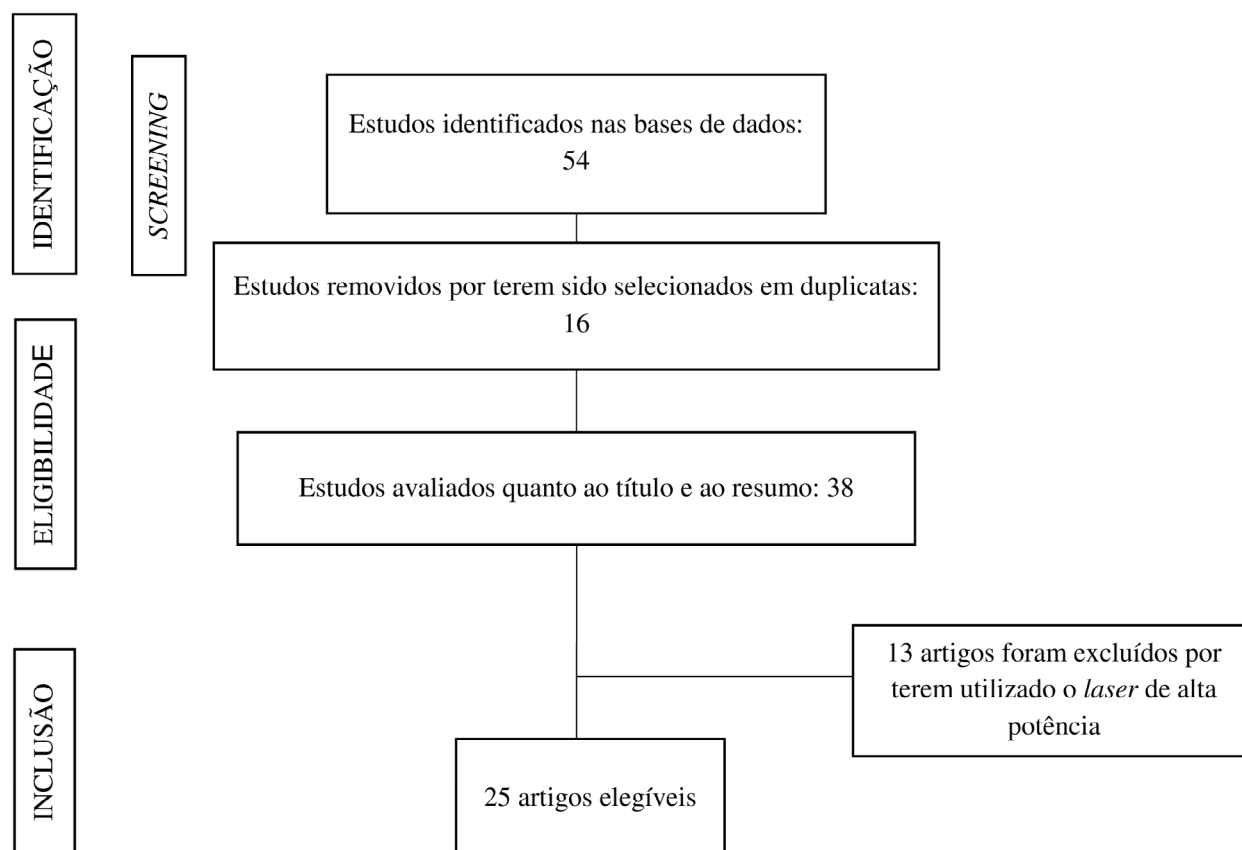 IDENTIFICAÇÃO
SCREENING
Estudos identificados nas bases de dados:
54
Estudos removidos por terem sido selecionados em duplicatas:
16
ELIGIBILIDADE
Estudos avaliados quanto ao título e ao resumo: 38
13 artigos foram excluídos por
terem utilizado o laser de alta
potência
INCLUSÃO
25 artigos elegíveis